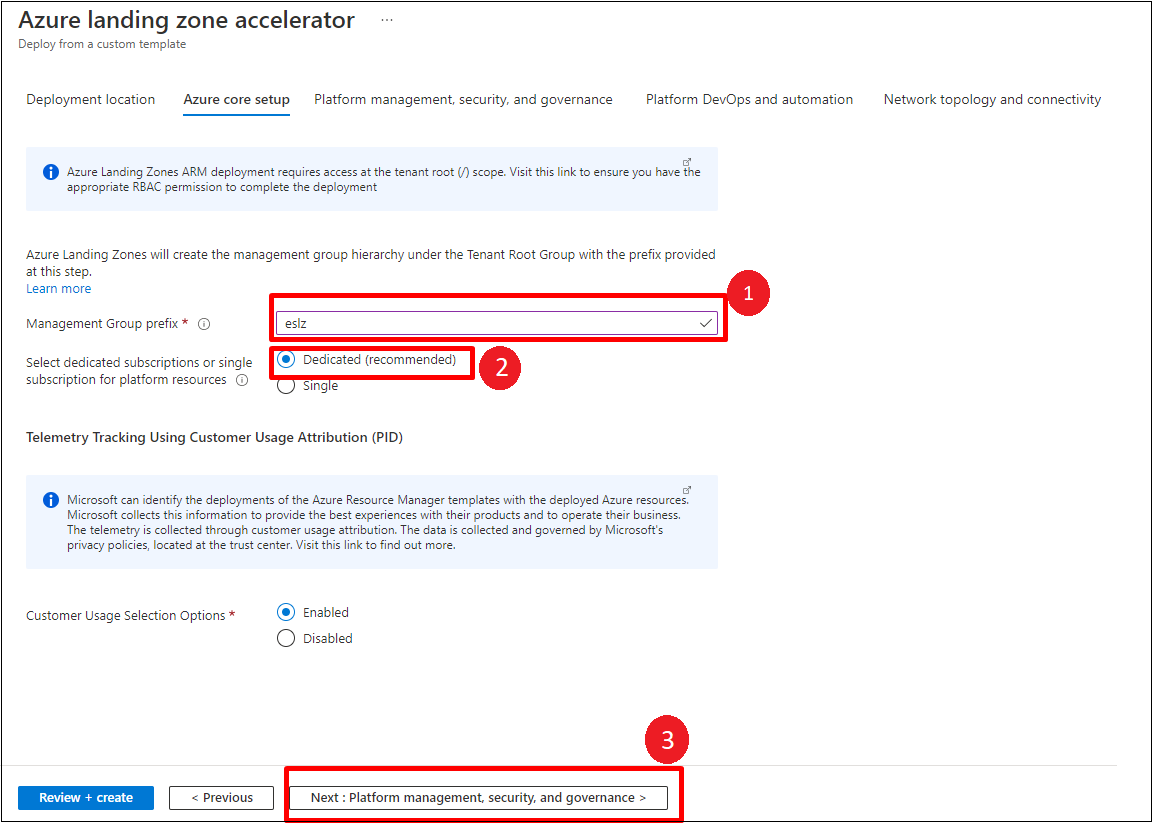 Azure landing zone accelerator ...
Deploy from a custom template
Deployment location Azure core setup Platform management, security, and governance Platform DevOps and automation Network topology and connectivity
Azure Landing Zones ARM deployment requires access at the tenant root (/) scope. Visit this link to ensure you have the
appropriate RBAC permission to complete the deployment
Azure Landing Zones will create the management group hierarchy under the Tenant Root Group with the prefix provided
at this step.
Learn more
1
Management Group prefix * eslz
Select dedicated subscriptions or single
subscription for platform resources
Dedicated (recommended)
2
Single
Telemetry Tracking Using Customer Usage Attribution (PID)
Microsoft can identify the deployments of the Azure Resource Manager templates with the deployed Azure resources.
Microsoft collects this information to provide the best experiences with their products and to operate their business.
The telemetry is collected through customer usage attribution. The data is collected and governed by Microsoft's
privacy policies, located at the trust center. Visit this link to find out more.
Customer Usage Selection Options *
Enabled
Disabled
3
Review + create < Previous Next : Platform management, security, and governance >